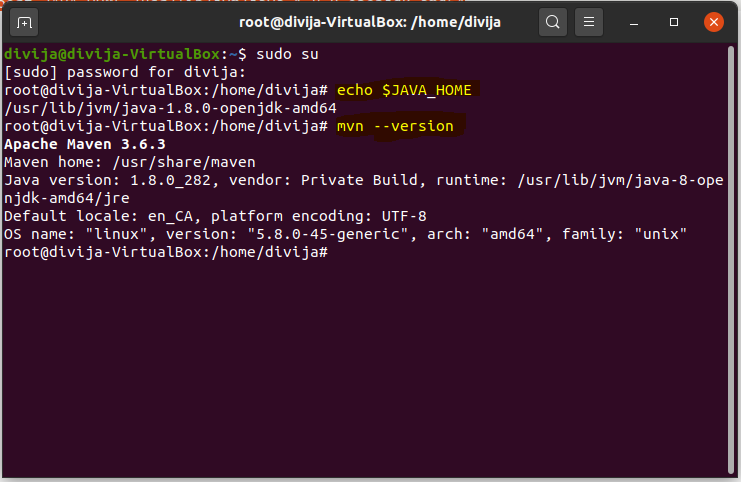 root@divija-VirtualBox: /home/divija
divija@divija-VirtualBox:~$ sudo su
[sudo] password for divija:
root@divija-VirtualBox:/home/divija# echo $JAVA_HOME
/usr/lib/jvm/java-1.8.0-openjdk-amd64
root@divija-VirtualBox:/home/divija# mvn --version
Apache Maven 3.6.3
Maven home: /usr/share/maven
Java version: 1.8.0_282, vendor: Private Build, runtime: /usr/lib/jvm/java-8-ope
njdk-amd64/jre
Default locale: en_CA, platform encoding: UTF-8
OS name: "linux", version: "5.8.0-45-generic", arch: "amd64", family: "unix"
root@divija-VirtualBox:/home/divija#